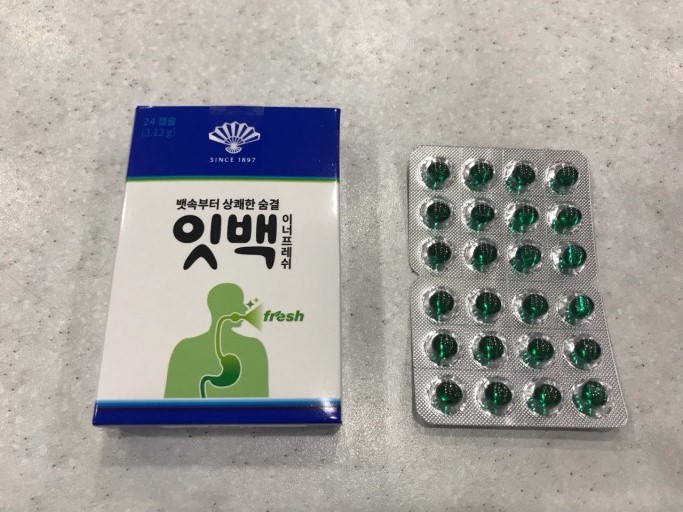 24 캡슐
(3.12 g)
SINCE 1897
뱃속부터 상쾌한 숨결
잇백
이너프레쉬
fresh